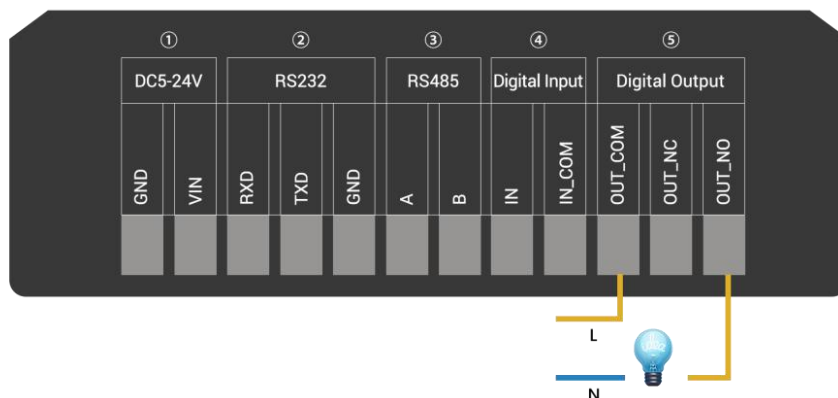 ① ② ③ ④ ⑤
DC5-24V RS232 RS485 Digital Input Digital Output
GND VIN RXD TXD GND A B IN IN_COM OUT_COM OUT_NC OUT_NO
L
N